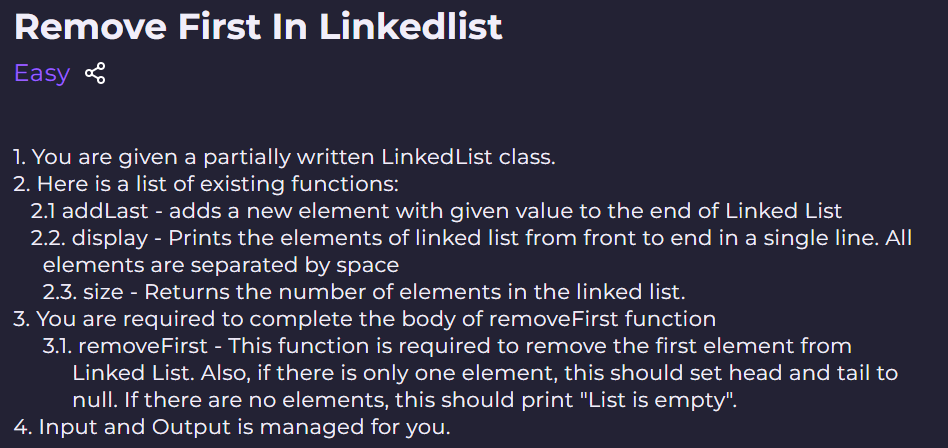 Remove First In Linkedlist
Easy
1. You are given a partially written LinkedList class.
2. Here is a list of existing functions:
2.1 addLast - adds a new element with given value to the end of Linked List
2.2. display - Prints the elements of linked list from front to end in a single line. All
elements are separated by space
2.3. size - Returns the number of elements in the linked list.
3. You are required to complete the body of removeFirst function
3.1. removeFirst - This function is required to remove the first element from
Linked List. Also, if there is only one element, this should set head and tail to
null. If there are no elements, this should print "List is empty".
4. Input and Output is managed for you.